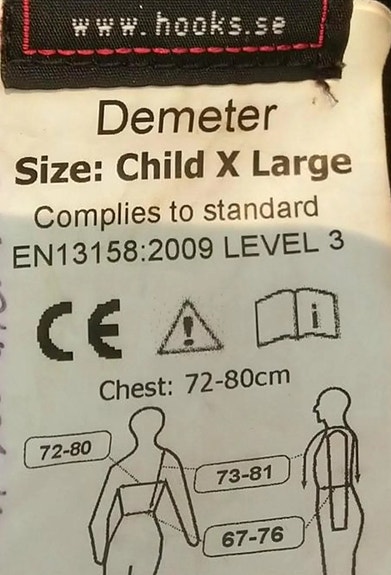 www.hooks.se
Demeter
Size: Child X Large
Complies to standard
EN13158:2009 LEVEL 3
CE
Chest: 72-80cm
72-80
73-81
67-76